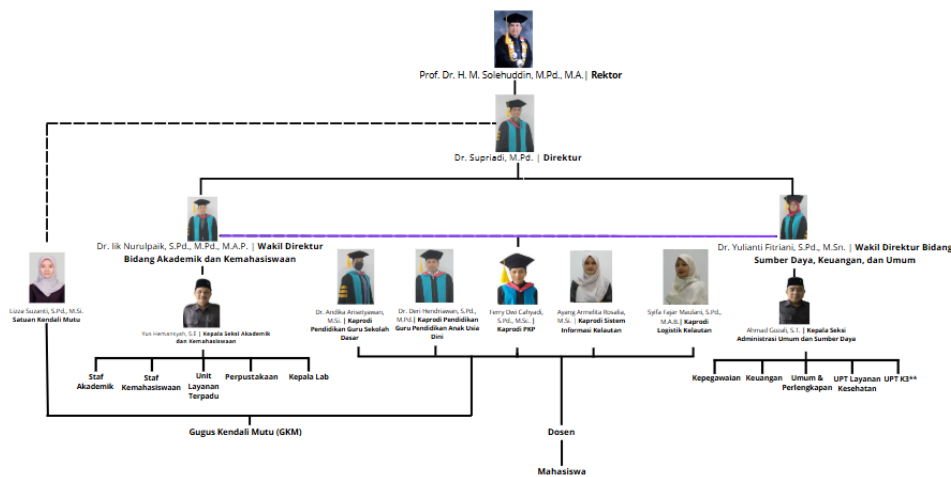 Prof. Dr. H. M. Solehuddin, M.Pd., M.A.| Rektor
Dr. Supriadi, M.Pd. | Direktur
Dr. Iik Nurulpaik, S.Pd., M.Pd., M.A.P. | Wakil Direktur
Bidang Akademik dan Kemahasiswaan
Dr. Yulianti Fitriani, S.Pd., M.Sn. | Wakil Direktur Bidang
Sumber Daya, Keuangan, dan Umum
Lizza Suzanti, S.Pd., M.Si.
Satuan Kendali Mutu
Yus Hernansyah, S.E | Kepala Seksi Akademik
dan Kemahasiswaan
Dr. Andika Arisetyawan,
M.Si. | Kaprodi
Pendidikan Guru Sekolah
Dasar
Dr. Deri Hendriawan, S.Pd.,
M.Pd.| Kaprodi Pendidikan
Guru Pendidikan Anak Usia
Dini
Ferry Dwi Cahyadi,
S.Pd., M.Sc. |
Kaprodi PKP
Ayang Armelita Rosalia,
M.Si. | Kaprodi Sistem
Informasi Kelautan
Syifa Fajar Maulani, S.Pd.,
M.A.B.| Kaprodi
Logistik Kelautan
Ahmad Gozali, S.T. | Kepala Seksi
Administrasi Umum dan Sumber Daya
Staf
Akademik
Staf
Kemahasiswaan
Unit
Layanan
Terpadu
Perpustakaan
Kepala Lab
Kepegawaian
Keuangan
Umum &
Perlengkapan
UPT Layanan
Kesehatan
UPT K3**
Gugus Kendali Mutu (GKM)
Dosen
Mahasiswa